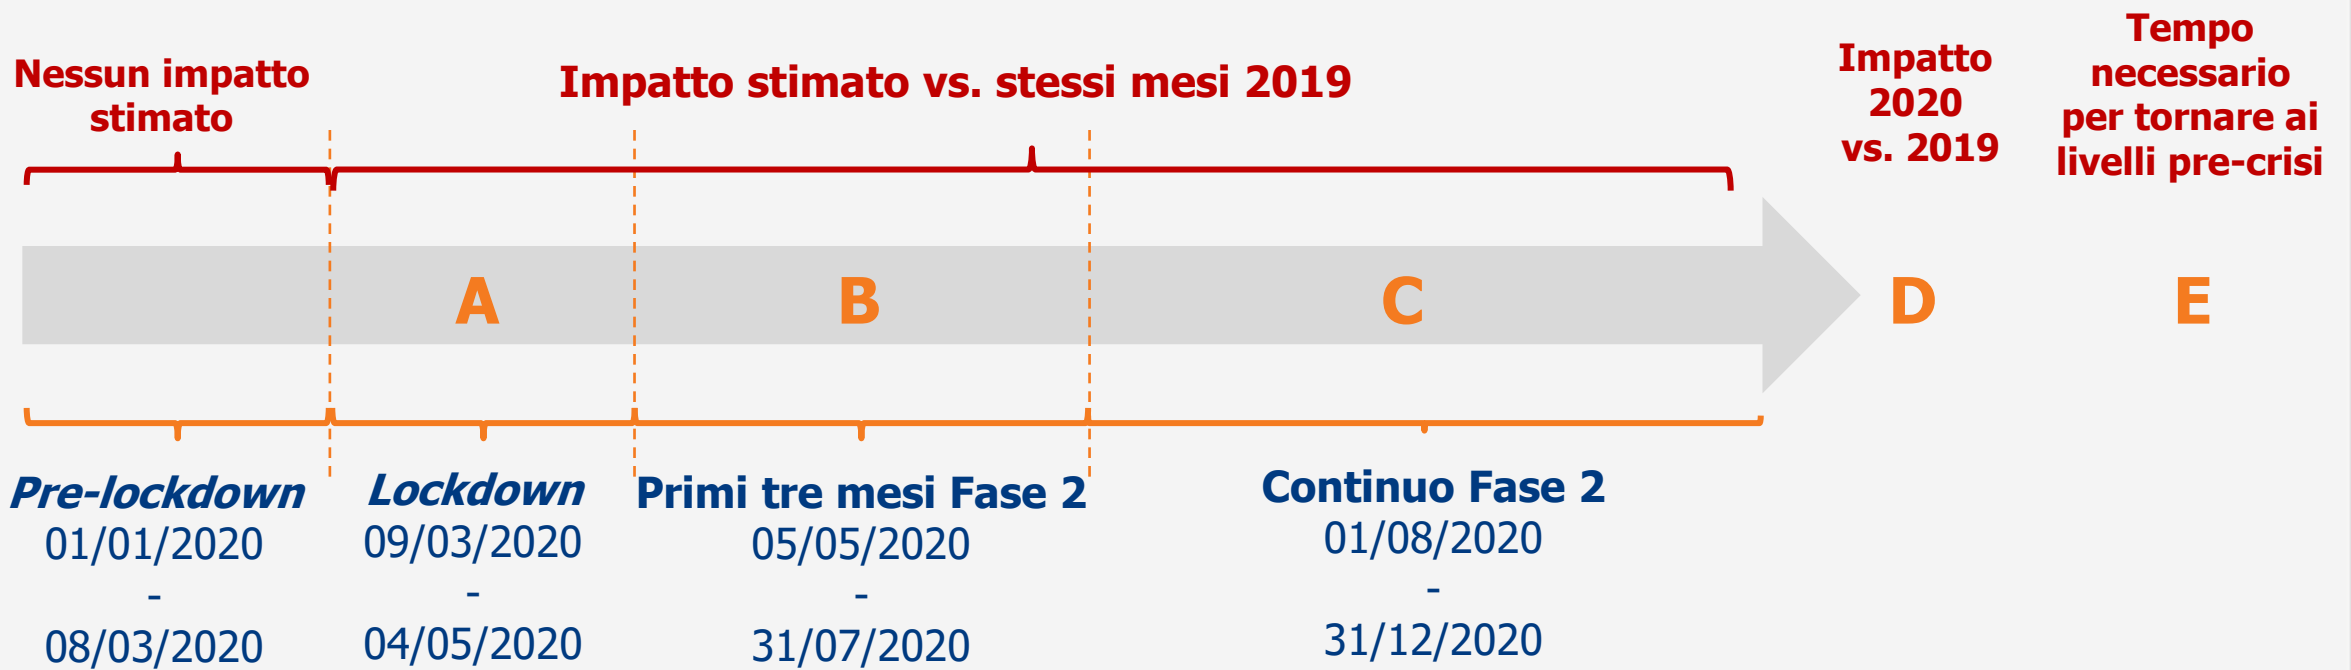 Nessun impatto
stimato
Impatto stimato vs. stessi mesi 2019
Impatto
2020
vs. 2019
Tempo
necessario
per tornare ai
livelli pre-crisi
A
B
C
D
E
Pre-lockdown
01/01/2020
-
08/03/2020
Lockdown
09/03/2020
-
04/05/2020
Primi tre mesi Fase 2
05/05/2020
-
31/07/2020
Continuo Fase 2
01/08/2020
-
31/12/2020